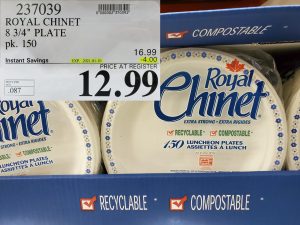 237039
ROYAL CHINET
8 3/4" PLATE
pk. 150
16.99
Instant Savings
-4.00
PRICE AT REGISTER
12.99
.087
COMPOSTABLE
Royal
Chinet
EXTRA STRONG • EXTRA RIGIDES
RECYCLABLE
COMPOSTABLE
150 LUNCHEON PLATES
ASSIETTES À LUNCH
RECYCLABLE
COMPOSTABLE